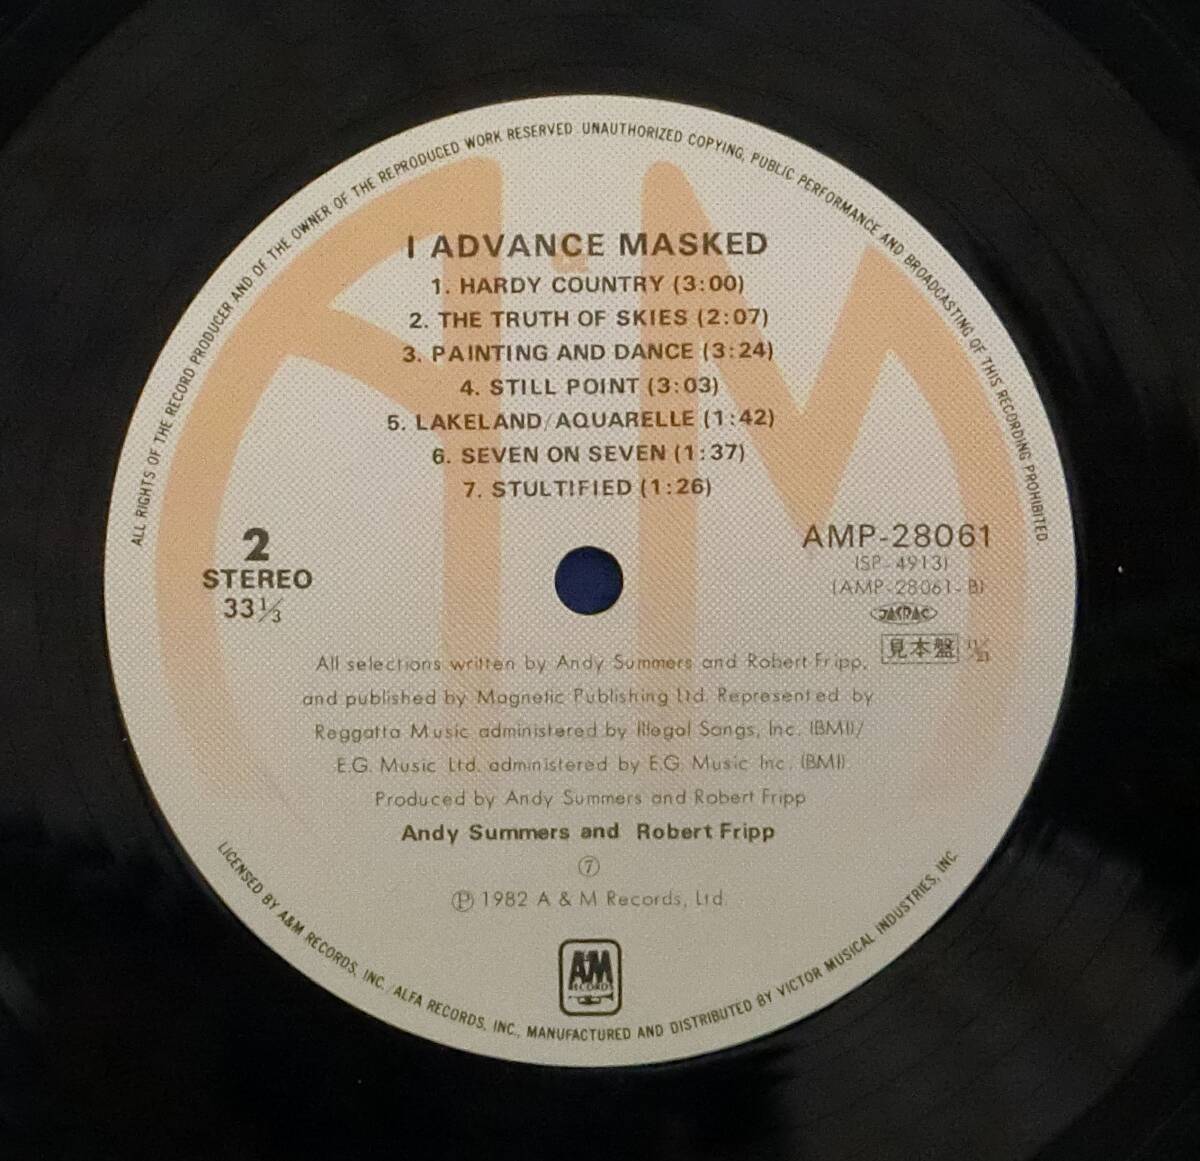 ALL RIGHTS OF THE RECORD PRODUCER AND OF THE OWNER OF THE REPRODUCED WORK RESERVED UNAUTHORIZED COPYING, PUBLIC PERFORMANCE AND BROADCASTING OF THIS RECORDING PROHIBITED
I ADVANCE MASKED
1. HARDY COUNTRY (3:00)
2. THE TRUTH OF SKIES (2:07)
3. PAINTING AND DANCE (3:24)
4. STILL POINT (3:03)
5. LAKELAND/AQUARELLE (1:42)
6. SEVEN ON SEVEN (1:37)
7. STULTIFIED (1:26)
2
STEREO
33⅓
AMP-28061
(SP-4913)
(AMP-28061-B)
JASRAC
見本盤
All selections written by Andy Summers and Robert Fripp,
and published by Magnetic Publishing Ltd. Represented by
Reggatta Music administered by Illegal Songs, Inc. (BMI)/
E.G. Music Ltd. administered by E.G. Music Inc. (BMI)
Produced by Andy Summers and Robert Fripp
Andy Summers and Robert Fripp
⑦
Ⓟ 1982 A & M Records, Ltd.
A&M
RECORDS
LICENSED BY A&M RECORDS, INC./ALFA RECORDS, INC., MANUFACTURED AND DISTRIBUTED BY VICTOR MUSICAL INDUSTRIES, INC.